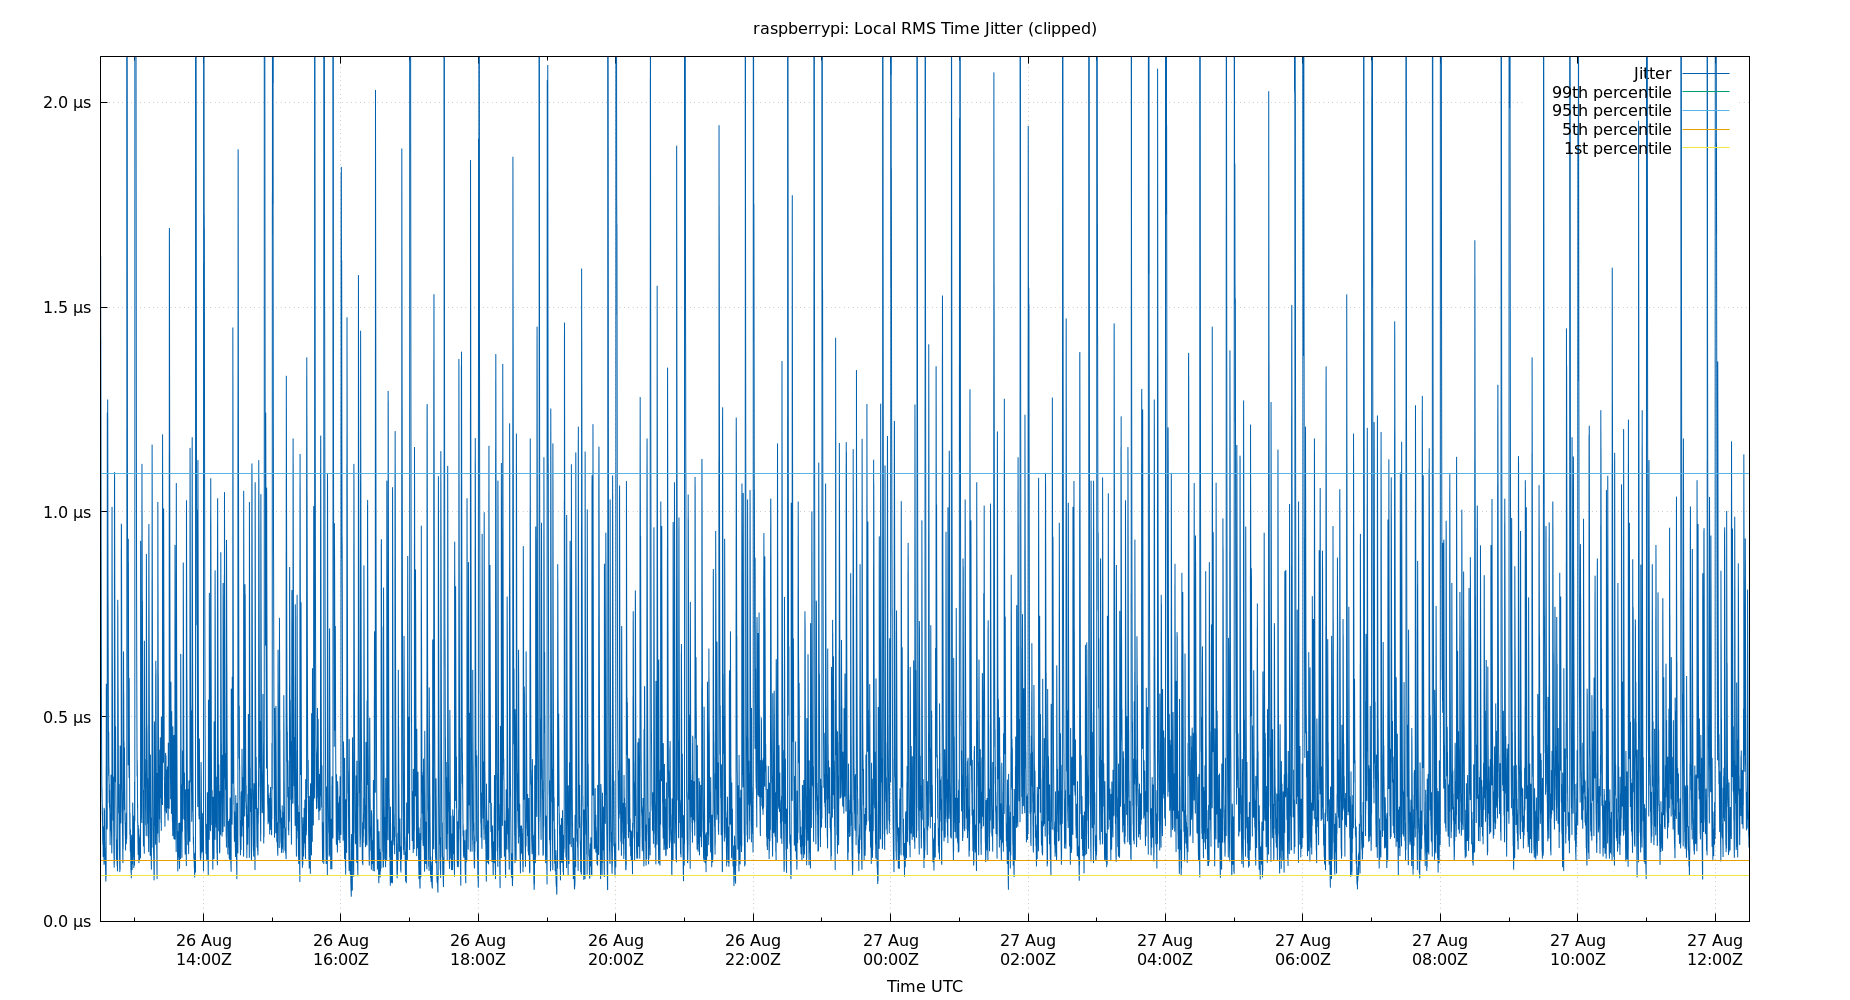 raspberrypi: Local RMS Time Jitter (clipped)
Jitter
99th percentile
95th percentile
5th percentile
1st percentile
2.0 µs
1.5 µs
1.0 µs
0.5 µs
0.0 µs
26 Aug 26 Aug 26 Aug 26 Aug 26 Aug 27 Aug 27 Aug 27 Aug 27 Aug 27 Aug 27 Aug 27 Aug
14:00Z 16:00Z 18:00Z 20:00Z 22:00Z 00:00Z 02:00Z 04:00Z 06:00Z 08:00Z 10:00Z 12:00Z
Time UTC